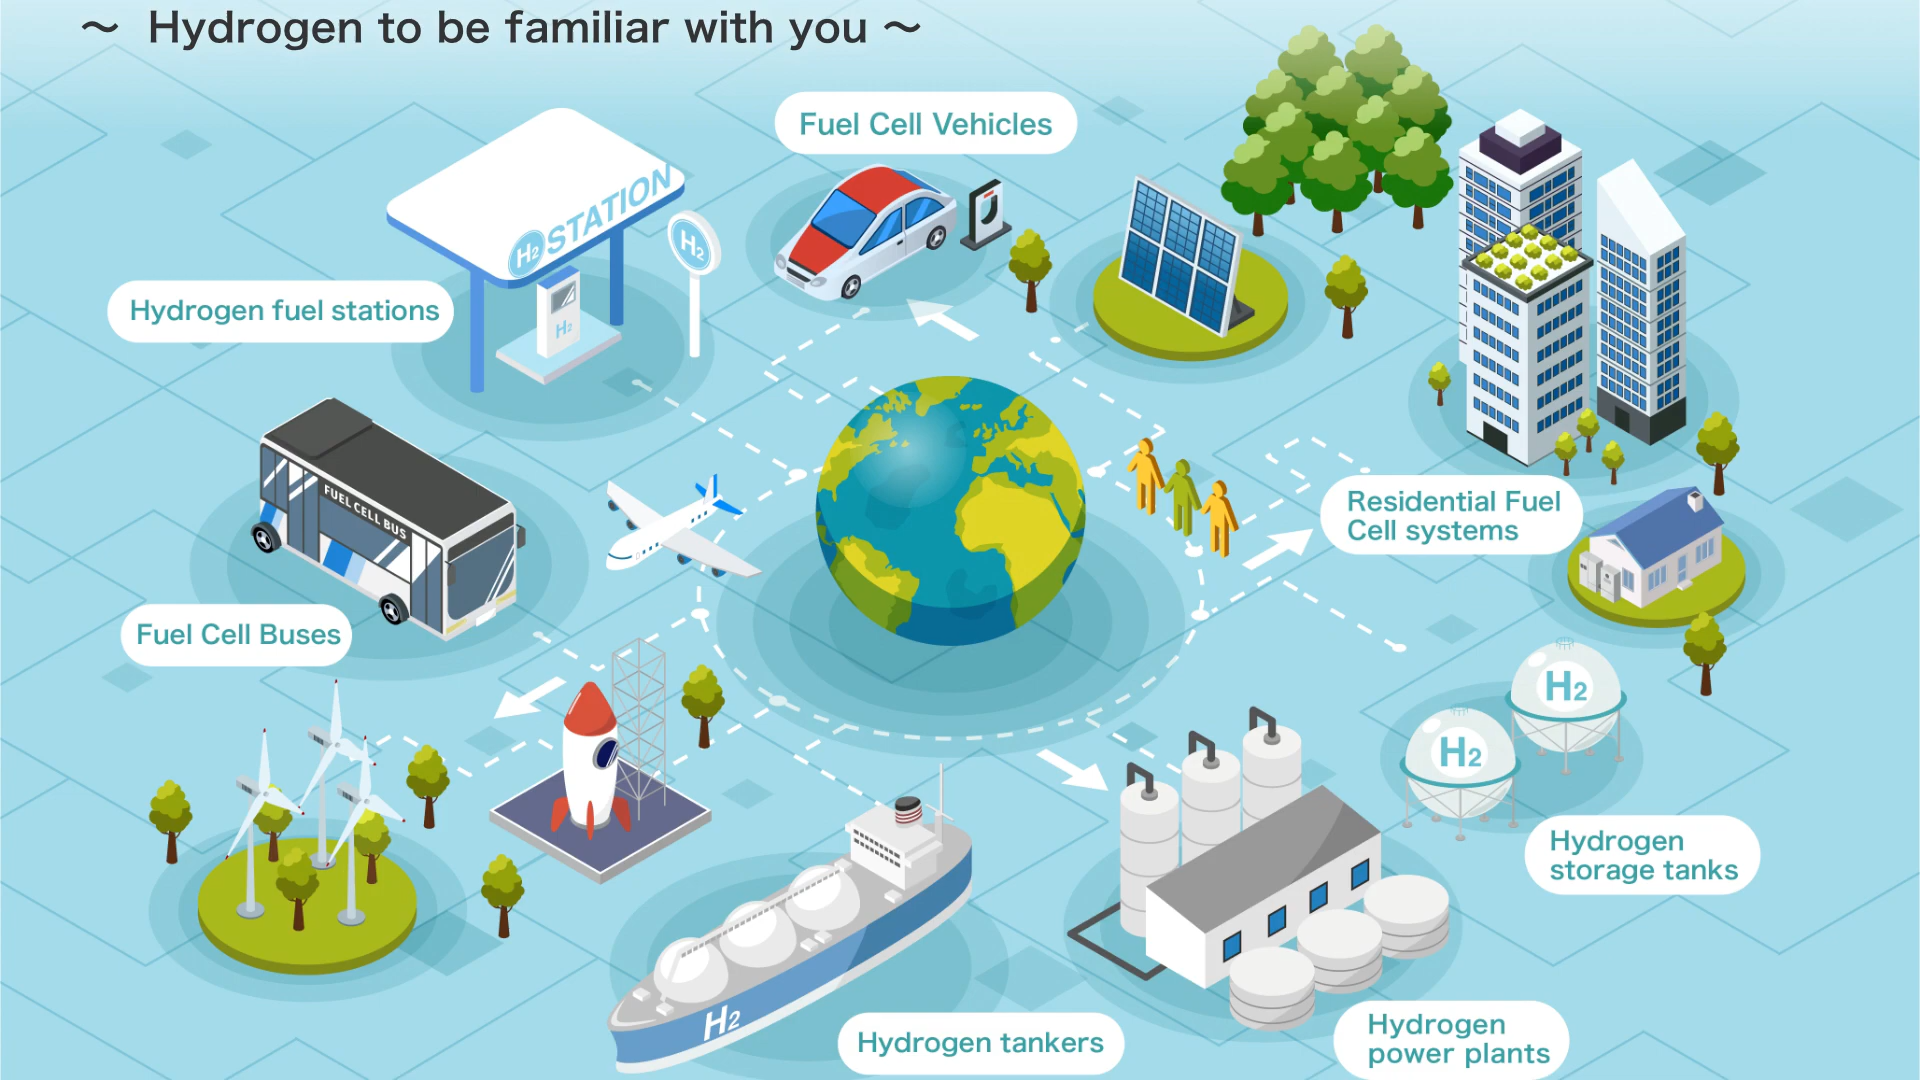 ～ Hydrogen to be familiar with you ～
Fuel Cell Vehicles
H2 STATION
H2
H2
Hydrogen fuel stations
FUEL CELL BUS
Residential Fuel
Cell systems
Fuel Cell Buses
H2
H2
Hydrogen
storage tanks
H2
Hydrogen tankers
Hydrogen
power plants